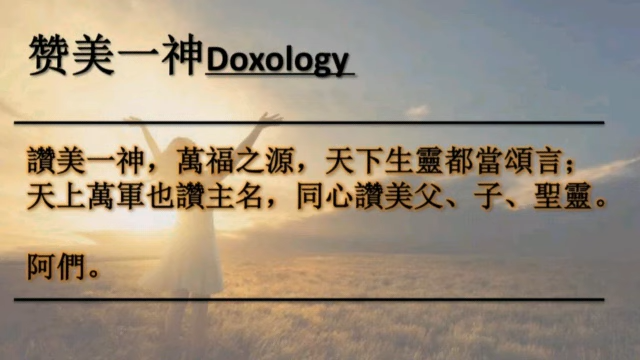 赞美一神Doxology
讚美一神，萬福之源，天下生靈都當頌言；
天上萬軍也讚主名，同心讚美父、子、聖靈。
阿們。